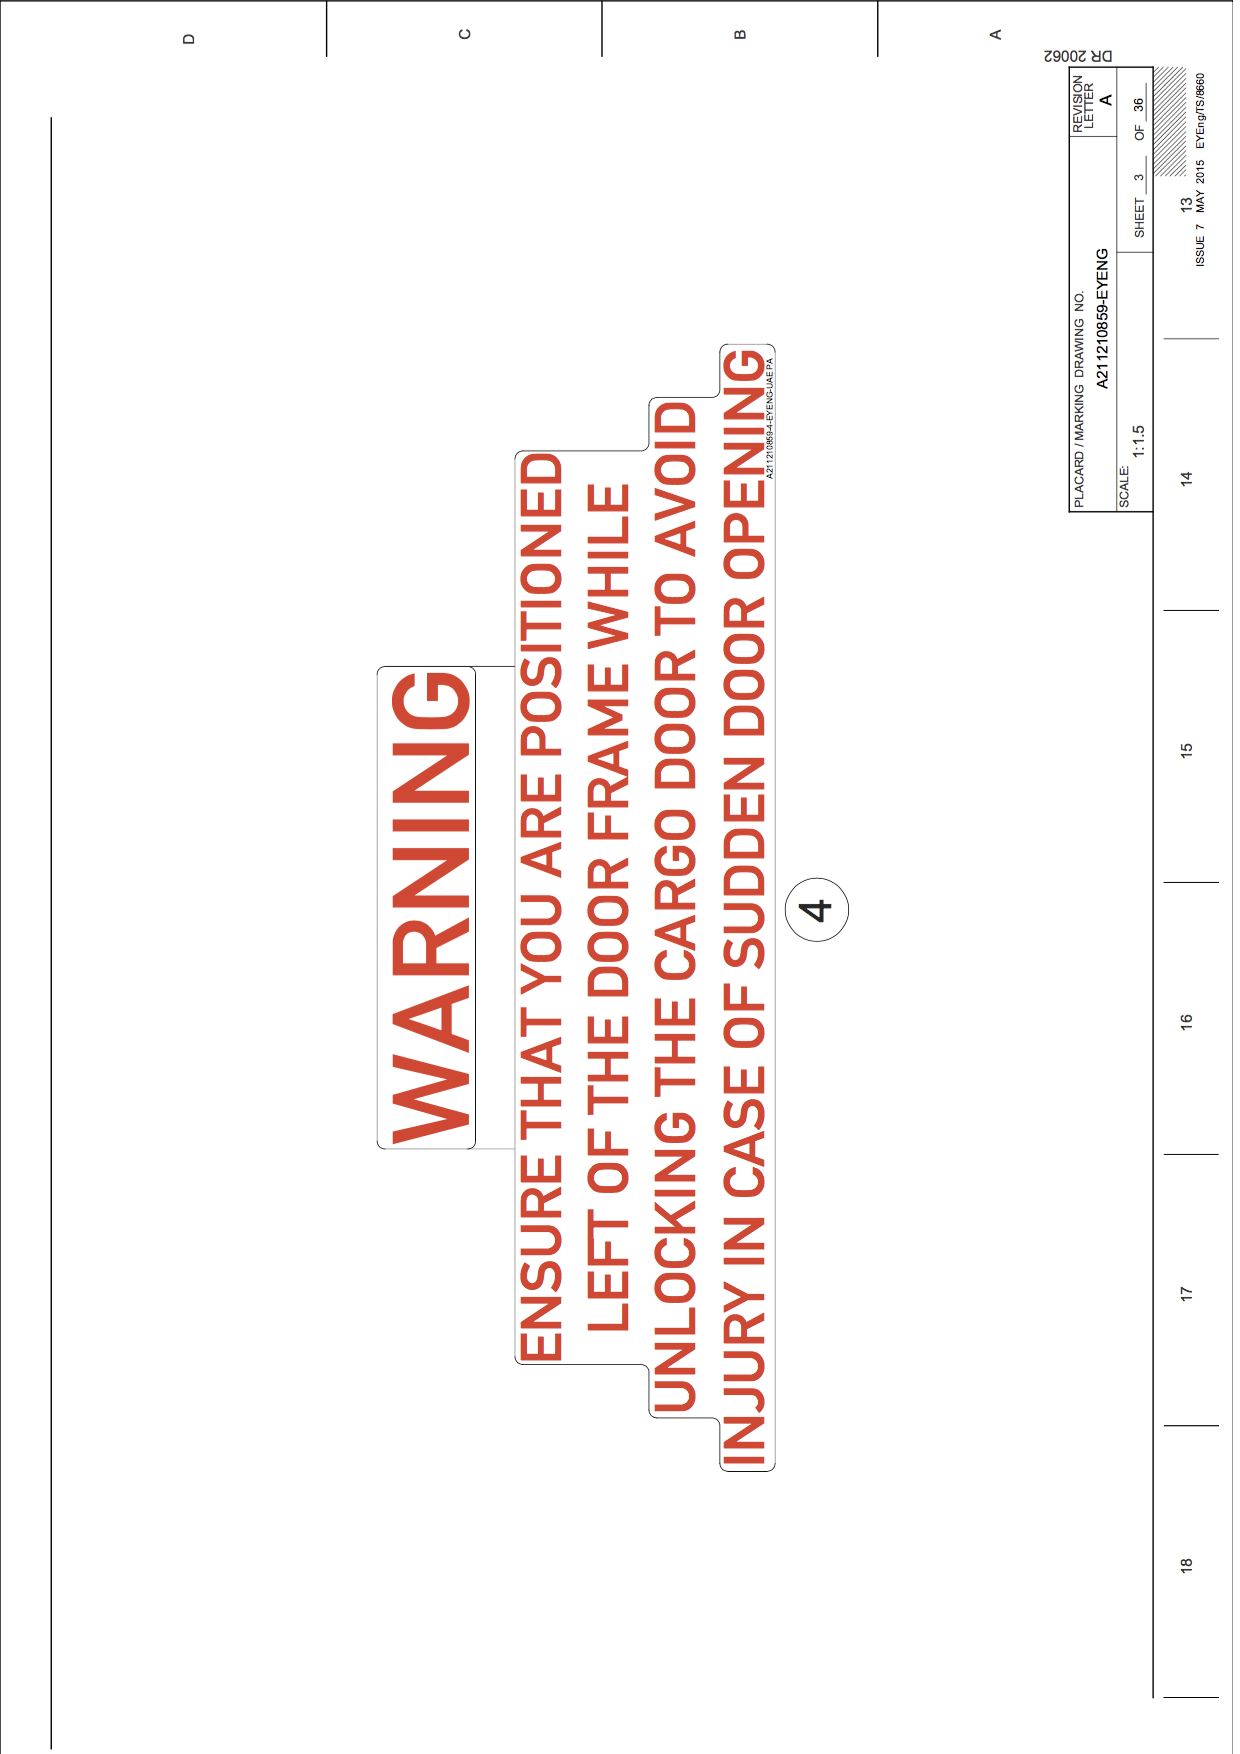 D
C
B
A
DR 20062
WARNING
ENSURE THAT YOU ARE POSITIONED
LEFT OF THE DOOR FRAME WHILE
UNLOCKING THE CARGO DOOR TO AVOID
INJURY IN CASE OF SUDDEN DOOR OPENING
A211210859-4-EYENG-UAE PA
4
PLACARD / MARKING DRAWING NO.
A211210859-EYENG
REVISION
LETTER
A
SCALE:
1:1.5
SHEET 3 OF 36
18
17
16
15
14
13
ISSUE 7 MAY 2015 EYEng/TS/8660